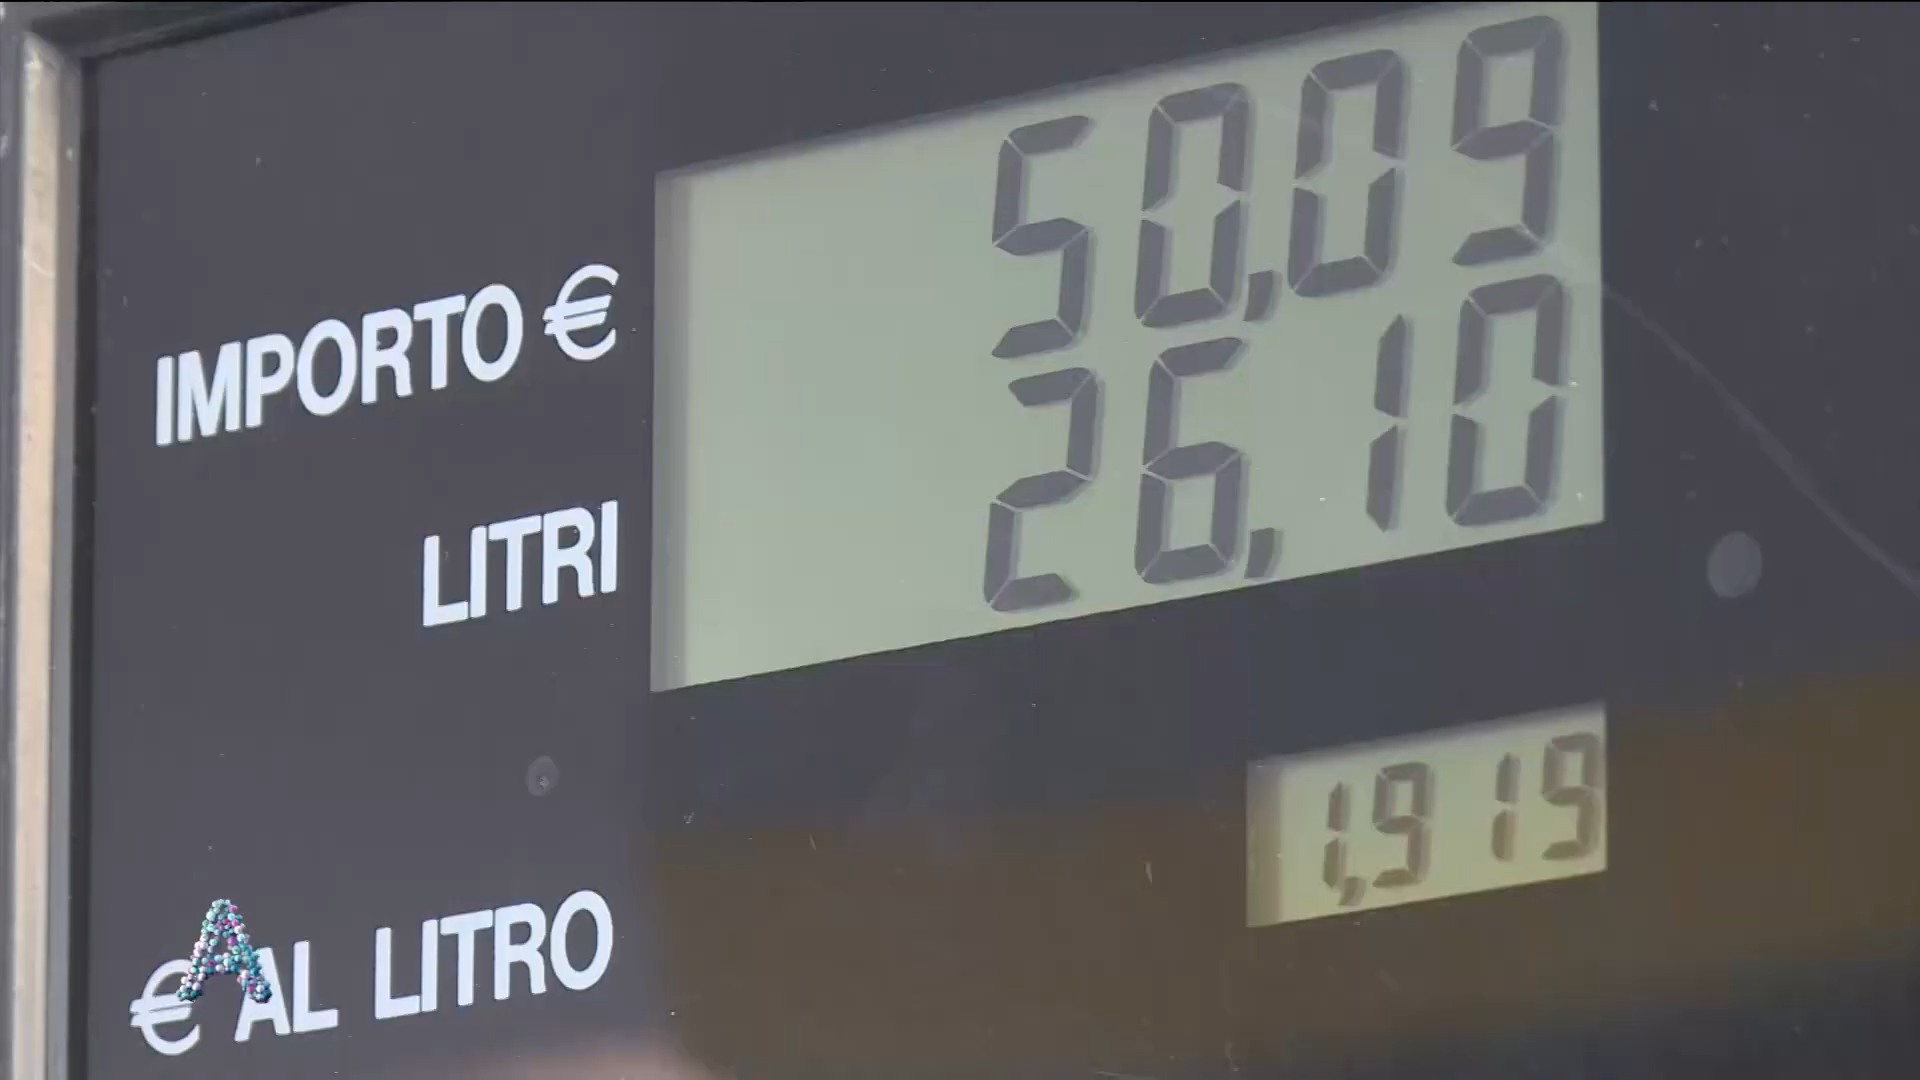 IMPORTO € 50,09
LITRI 26,10
€ AL LITRO 1,919
A